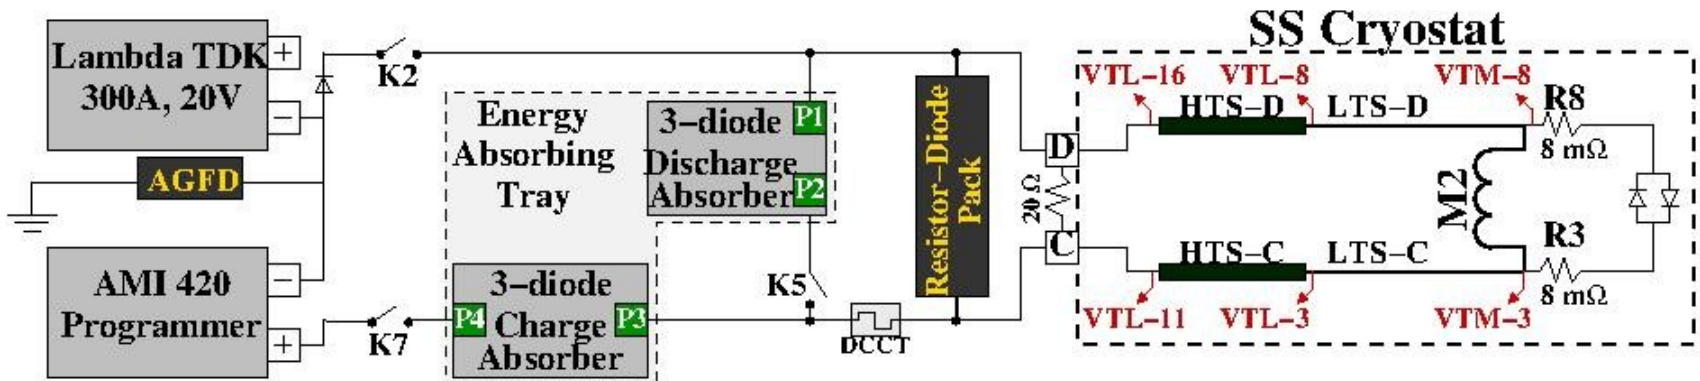 SS Cryostat
Lambda TDK
300A, 20V
+
−
K2
AGFD
AMI 420
Programmer
−
+
K7
Energy
Absorbing
Tray
3−diode
Discharge
Absorber
P1
P2
3−diode
Charge
Absorber
P4
P3
K5
DCCT
Resistor−Diode
Pack
D
20 Ω
C
VTL−16
VTL−8
VTM−8
HTS−D
LTS−D
R8
8 mΩ
M2
R3
8 mΩ
HTS−C
LTS−C
VTL−11
VTL−3
VTM−3